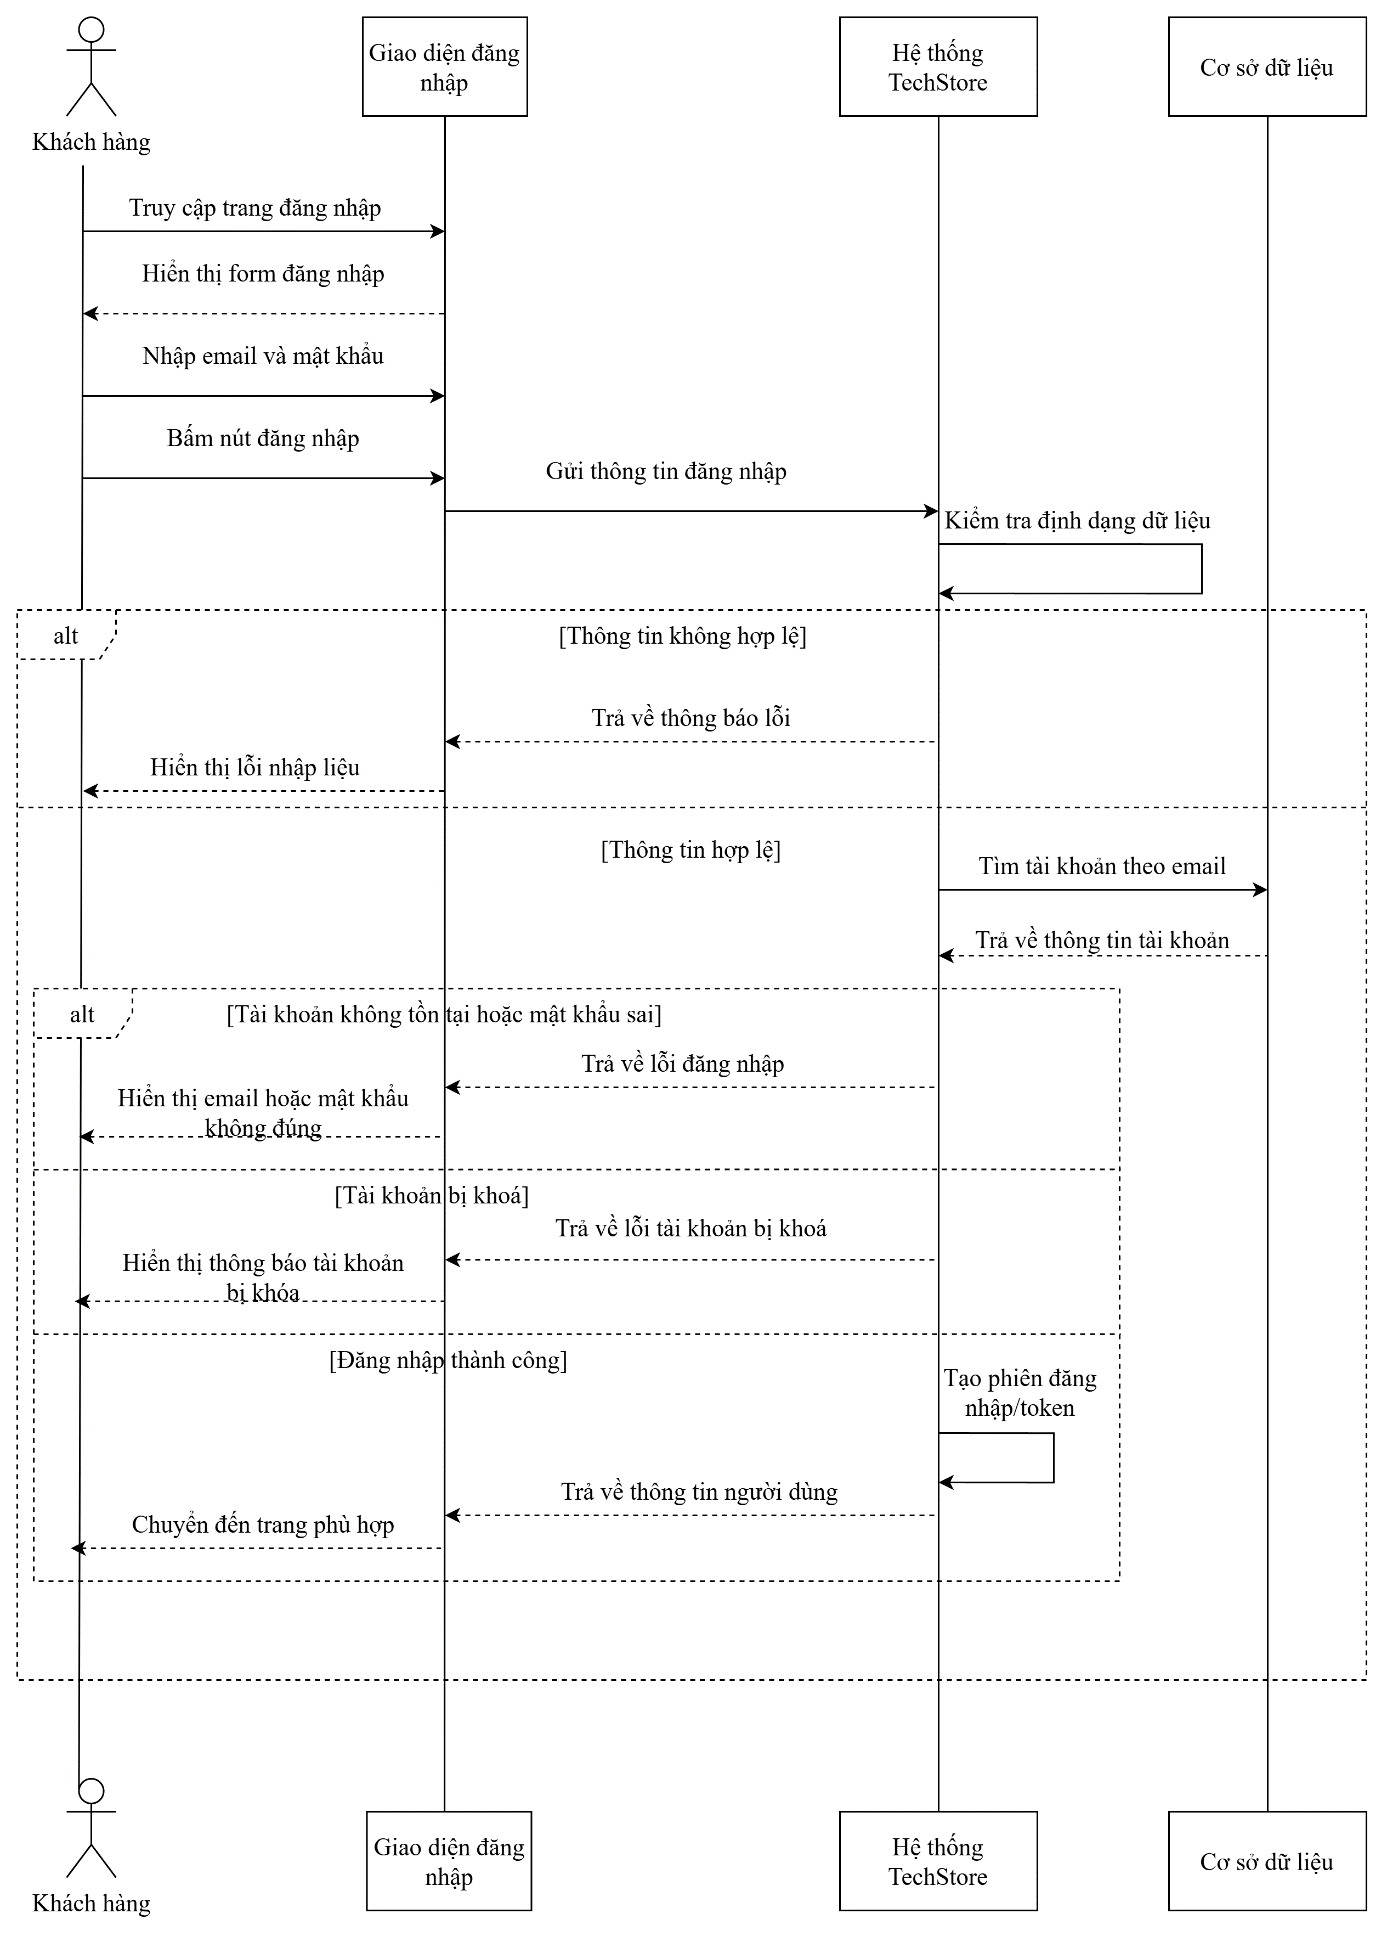 Giao diện đăng
nhập
Hệ thống
TechStore
Cơ sở dữ liệu
Khách hàng
Truy cập trang đăng nhập
Hiển thị form đăng nhập
Nhập email và mật khẩu
Bấm nút đăng nhập
Gửi thông tin đăng nhập
Kiểm tra định dạng dữ liệu
alt
[Thông tin không hợp lệ]
Trả về thông báo lỗi
Hiển thị lỗi nhập liệu
[Thông tin hợp lệ]
Tìm tài khoản theo email
Trả về thông tin tài khoản
alt
[Tài khoản không tồn tại hoặc mật khẩu sai]
Trả về lỗi đăng nhập
Hiển thị email hoặc mật khẩu
không đúng
[Tài khoản bị khoá]
Trả về lỗi tài khoản bị khoá
Hiển thị thông báo tài khoản
bị khóa
[Đăng nhập thành công]
Tạo phiên đăng
nhập/token
Trả về thông tin người dùng
Chuyển đến trang phù hợp
Giao diện đăng
nhập
Hệ thống
TechStore
Cơ sở dữ liệu
Khách hàng